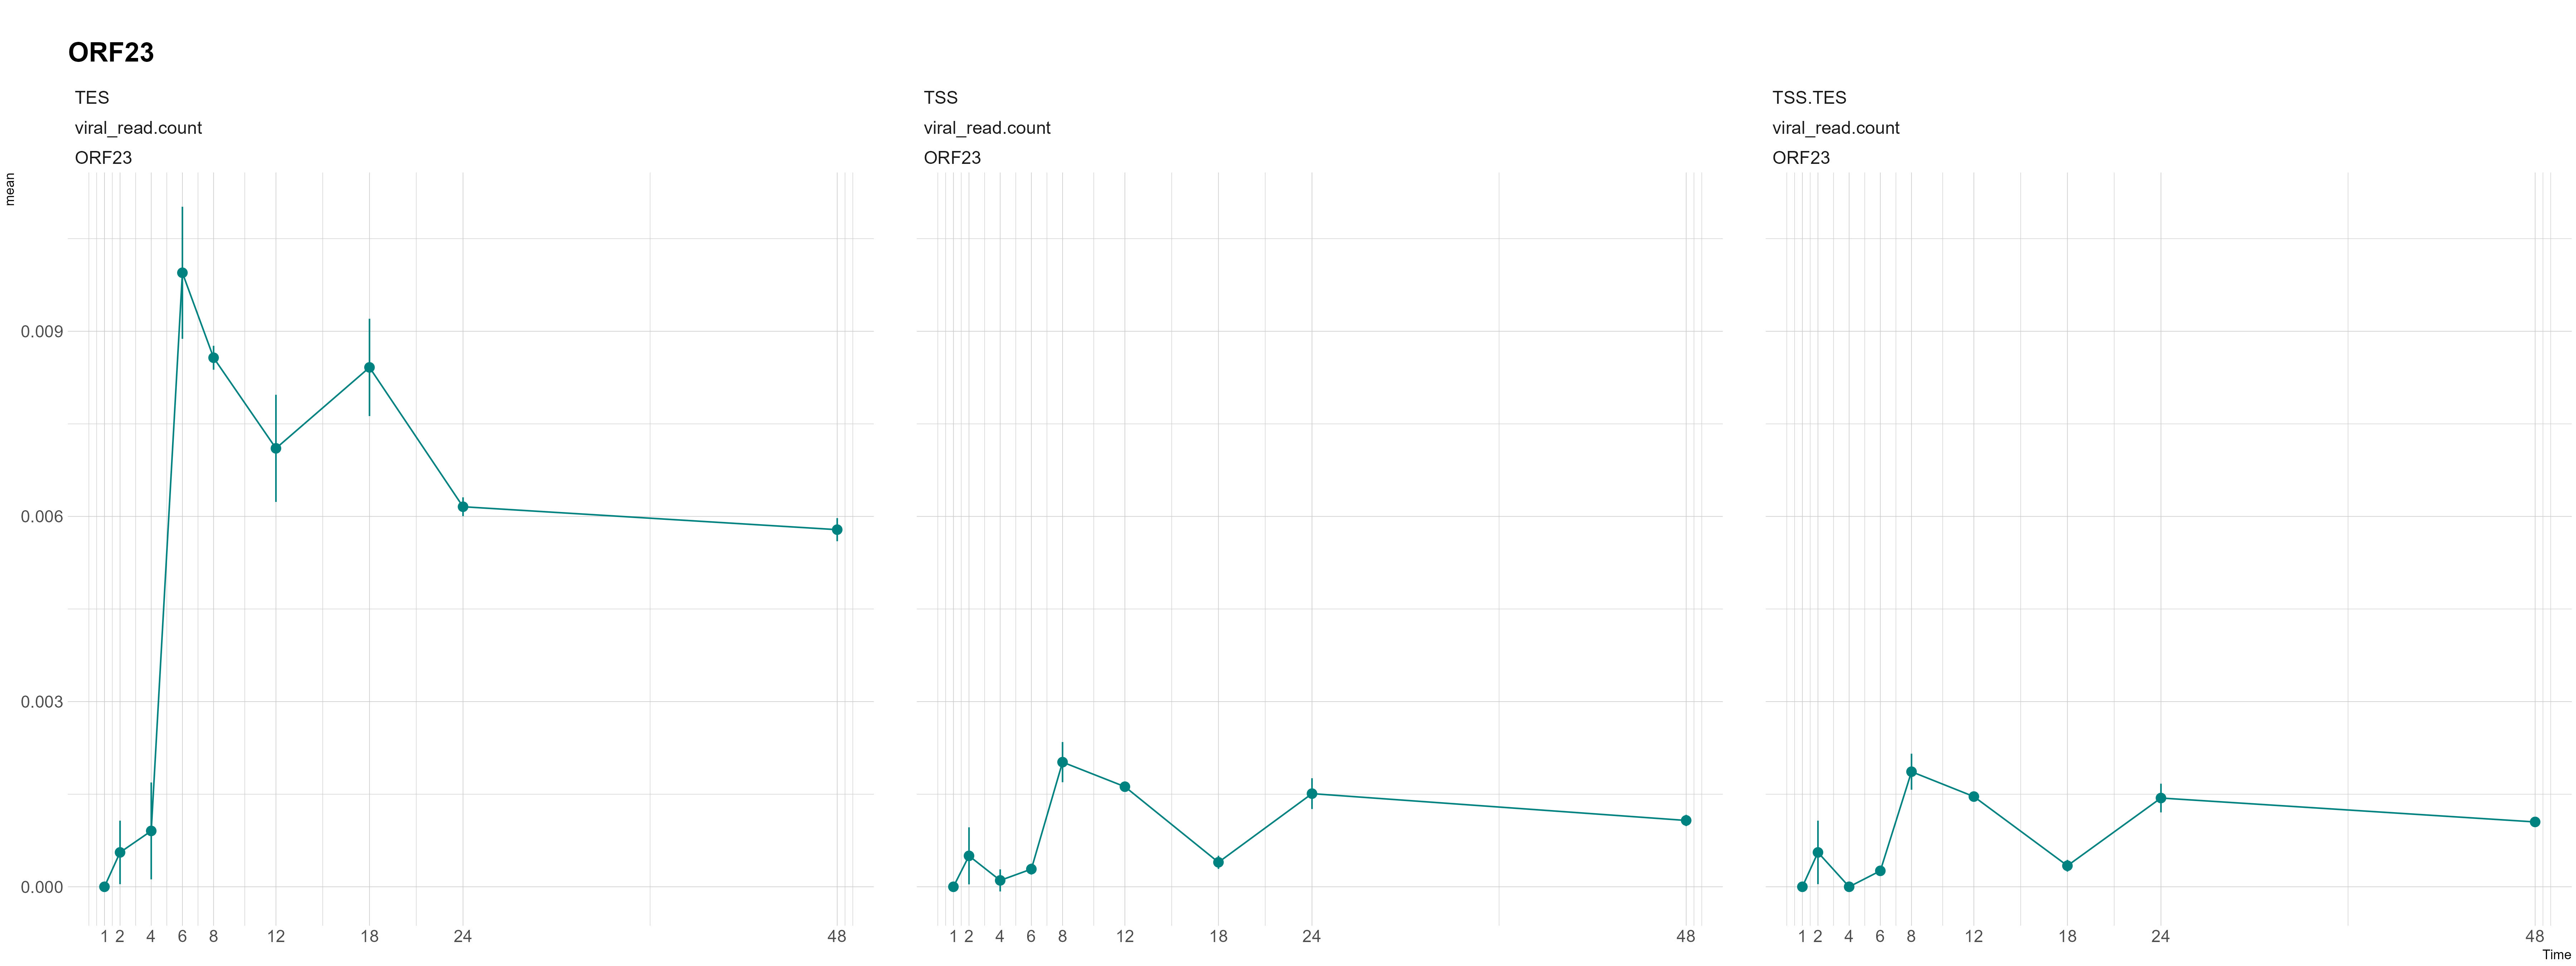 ORF23
TES
viral_read.count
ORF23
TSS
viral_read.count
ORF23
TSS.TES
viral_read.count
ORF23
mean
0.009
0.006
0.003
0.000
1 2 4 6 8 12 18 24 48
1 2 4 6 8 12 18 24 48
1 2 4 6 8 12 18 24 48
Time